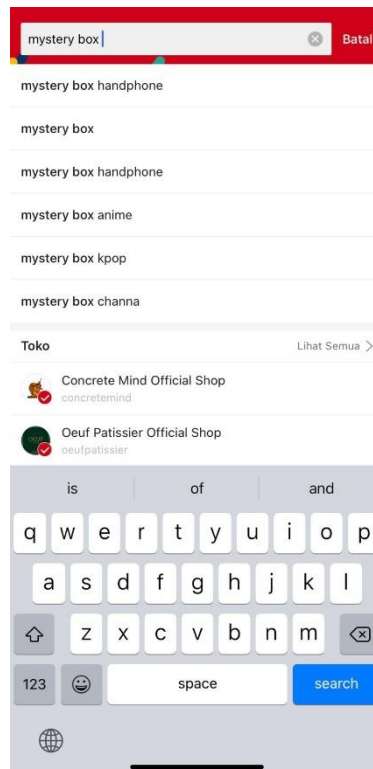 mystery box
Batal
mystery box handphone
mystery box
mystery box handphone
mystery box anime
mystery box kpop
mystery box channa
Toko
Lihat Semua
Concrete Mind Official Shop
concretemind
OEUF
Oeuf Patissier Official Shop
oeufpatissier
is of and
q w e r t y u i o p
a s d f g h j k l
z x c v b n m
123 space search